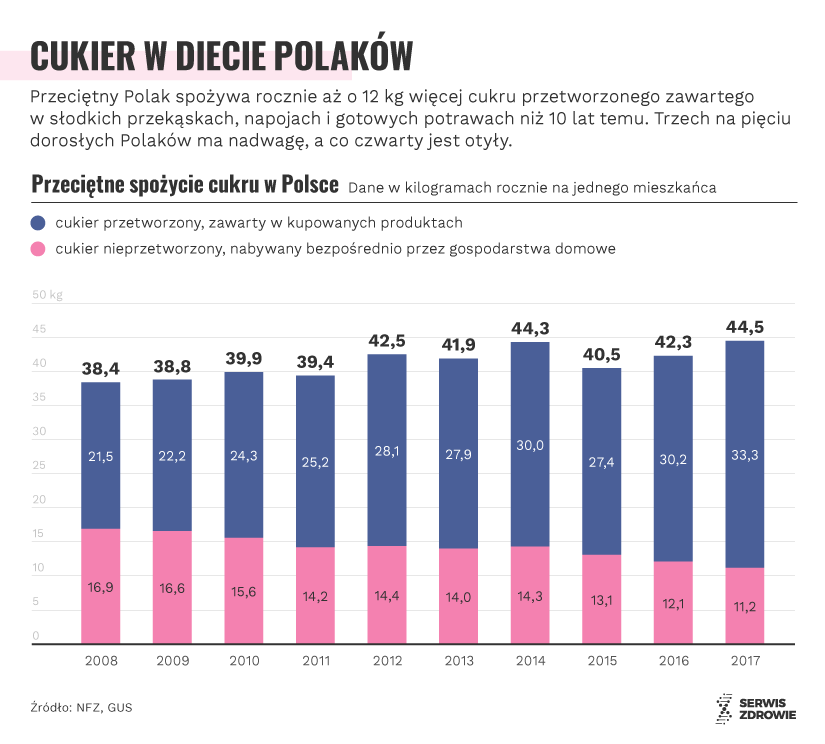 CUKIER W DIECIE POLAKÓW
Przeciętny Polak spożywa rocznie aż o 12 kg więcej cukru przetworzonego zawartego
w słodkich przekąskach, napojach i gotowych potrawach niż 10 lat temu. Trzech na pięciu
dorosłych Polaków ma nadwagę, a co czwarty jest otyły.
Przeciętne spożycie cukru w Polsce Dane w kilogramach rocznie na jednego mieszkańca
cukier przetworzony, zawarty w kupowanych produktach
cukier nieprzetworzony, nabywany bezpośrednio przez gospodarstwa domowe
50 kg
45
40
35
30
25
20
15
10
5
0
38,4 38,8 39,9 39,4 42,5 41,9 44,3 40,5 42,3 44,5
21,5 22,2 24,3 25,2 28,1 27,9 30,0 27,4 30,2 33,3
16,9 16,6 15,6 14,2 14,4 14,0 14,3 13,1 12,1 11,2
2008 2009 2010 2011 2012 2013 2014 2015 2016 2017
Źródło: NFZ, GUS
SERWIS
ZDROWIE